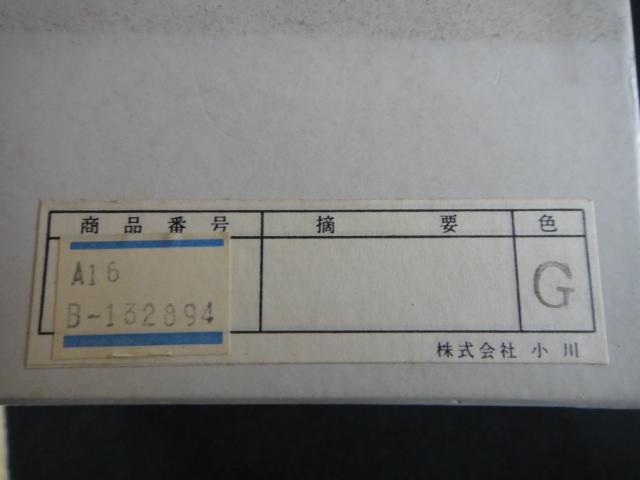 商品番号 摘要 色
A16
B-132894
G
株式会社 小川